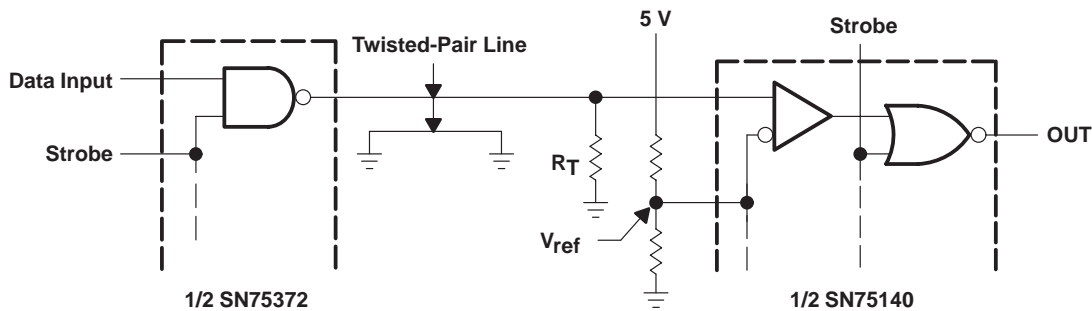 5 V
Strobe
Twisted-Pair Line
Data Input
Strobe
RT
Vref
OUT
1/2 SN75372
1/2 SN75140